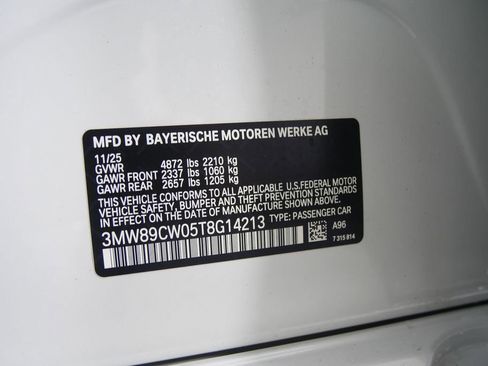 MFD BY BAYERISCHE MOTOREN WERKE AG
11/25
GVWR 4872 lbs 2210 kg
GAWR FRONT 2337 lbs 1060 kg
GAWR REAR 2657 lbs 1205 kg
THIS VEHICLE CONFORMS TO ALL APPLICABLE U.S.FEDERAL MOTOR
VEHICLE SAFETY, BUMPER AND THEFT PREVENTION STANDARDS
IN EFFECT ON THE DATE OF MANUFACTURE SHOWN ABOVE
3MW89CW05T8G14213 TYPE: PASSENGER CAR
A96
7 315 814